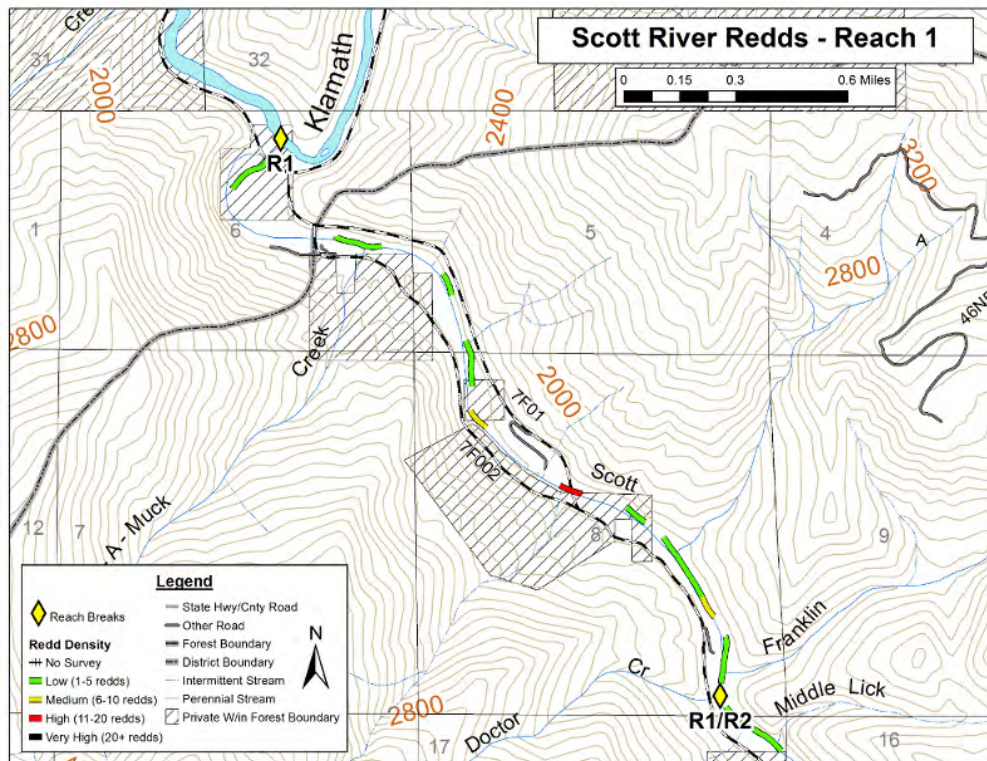 Scott River Redds - Reach 1
0 0.15 0.3 0.6 Miles
31
32
2000
Klamath
2400
3200
R1
1
6
5
4
A
2800
2800
46N
Creek
2000
7F01
7F002
Scott
12
7
A - Muck
8
9
Franklin
Cr
Doctor
Middle Lick
R1/R2
2800
17
16
Legend
Reach Breaks
Redd Density
No Survey
Low (1-5 redds)
Medium (6-10 redds)
High (11-20 redds)
Very High (20+ redds)
State Hwy/Cnty Road
Other Road
Forest Boundary
District Boundary
Intermittent Stream
Perennial Stream
Private W/in Forest Boundary
N